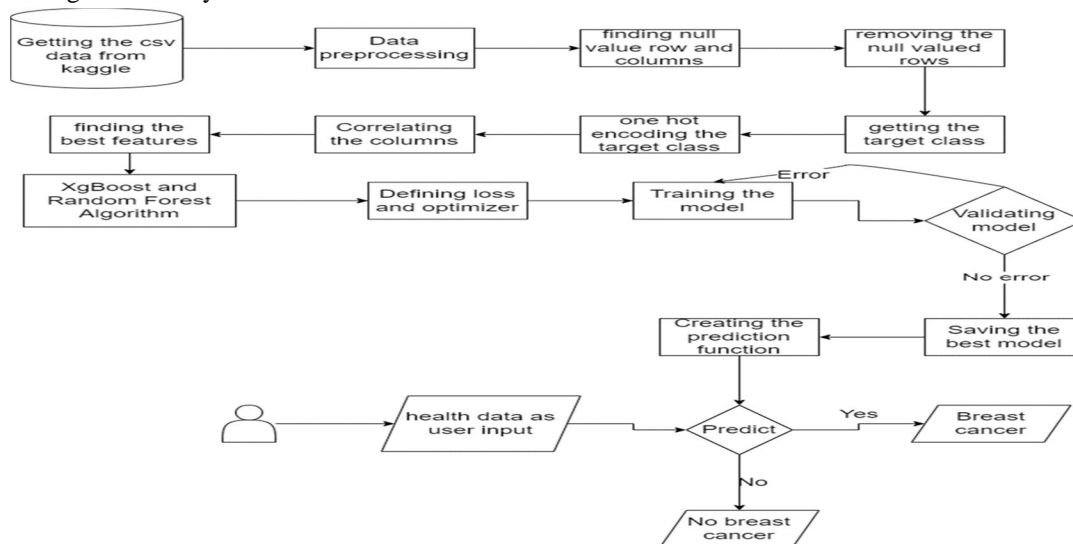 Getting the csv
data from
kaggle
Data
preprocessing
finding null
value row and
columns
removing the
null valued
rows
finding the
best features
Correlating
the columns
one hot
encoding the
target class
getting the
target class
XgBoost and
Random Forest
Algorithm
Defining loss
and optimizer
Training the
model
Error
Validating
model
No error
Creating the
prediction
function
Saving the
best model
health data as
user input
Predict
Yes
Breast
cancer
No
No breast
cancer